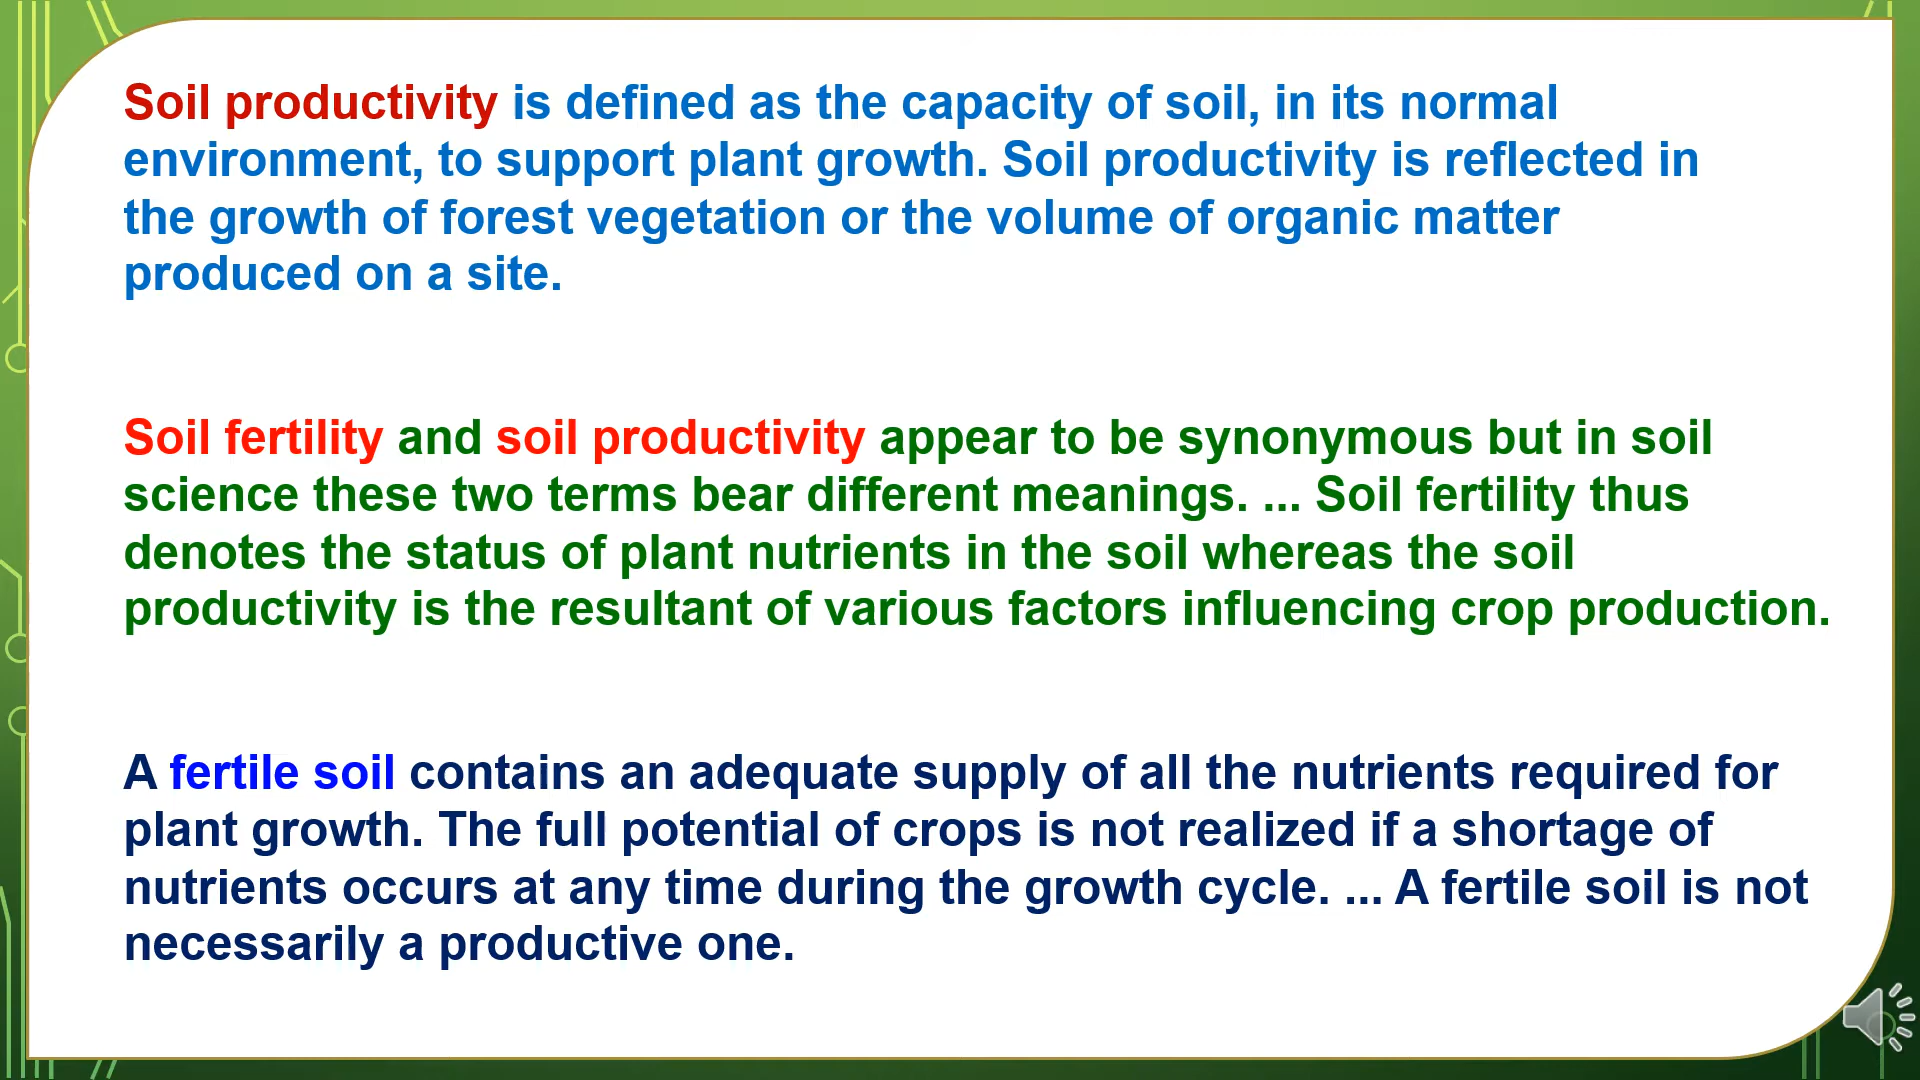 Soil productivity is defined as the capacity of soil, in its normal
environment, to support plant growth. Soil productivity is reflected in
the growth of forest vegetation or the volume of organic matter
produced on a site.
Soil fertility and soil productivity appear to be synonymous but in soil
science these two terms bear different meanings. ... Soil fertility thus
denotes the status of plant nutrients in the soil whereas the soil
productivity is the resultant of various factors influencing crop production.
A fertile soil contains an adequate supply of all the nutrients required for
plant growth. The full potential of crops is not realized if a shortage of
nutrients occurs at any time during the growth cycle. ... A fertile soil is not
necessarily a productive one.